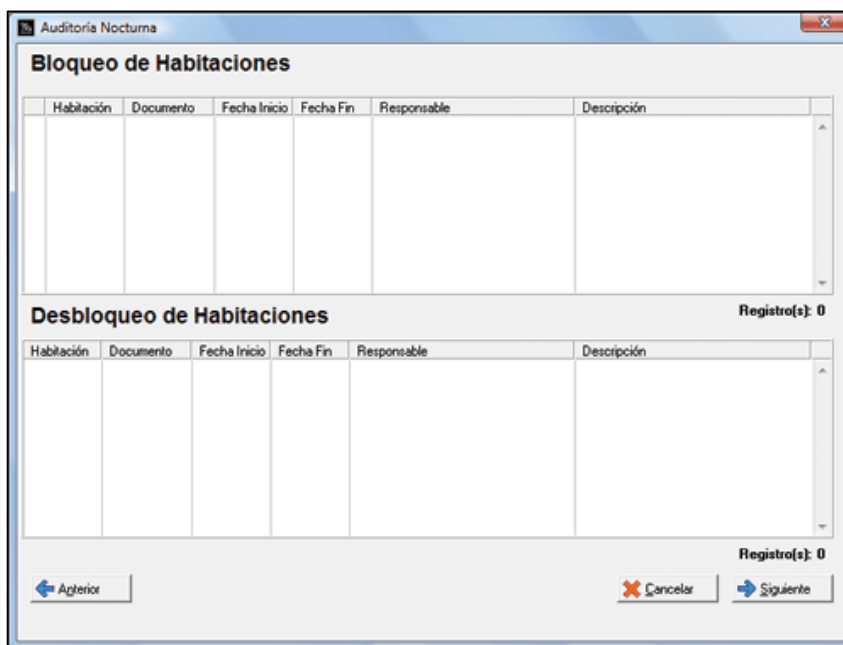 Auditoría Nocturna
Bloqueo de Habitaciones
Habitación Documento Fecha Inicio Fecha Fin Responsable Descripción
Registro(s): 0
Desbloqueo de Habitaciones
Habitación Documento Fecha Inicio Fecha Fin Responsable Descripción
Registro(s): 0
Anterior Cancelar Siguiente